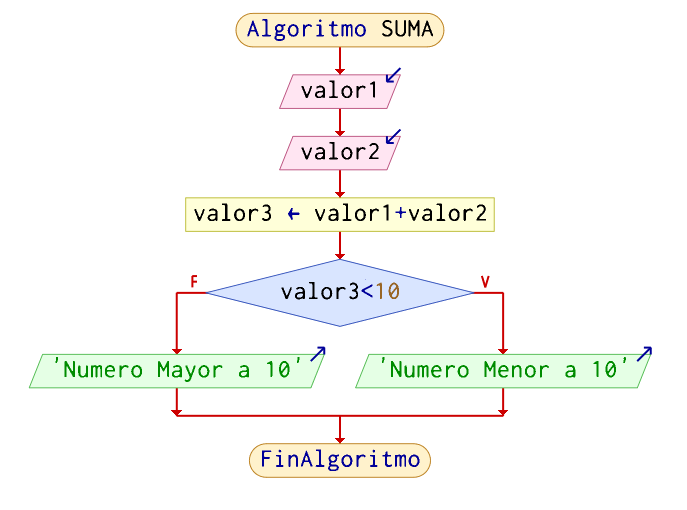 Algoritmo SUMA
valor1
valor2
valor3 ← valor1+valor2
valor3<10
F
V
'Numero Mayor a 10'
'Numero Menor a 10'
FinAlgoritmo